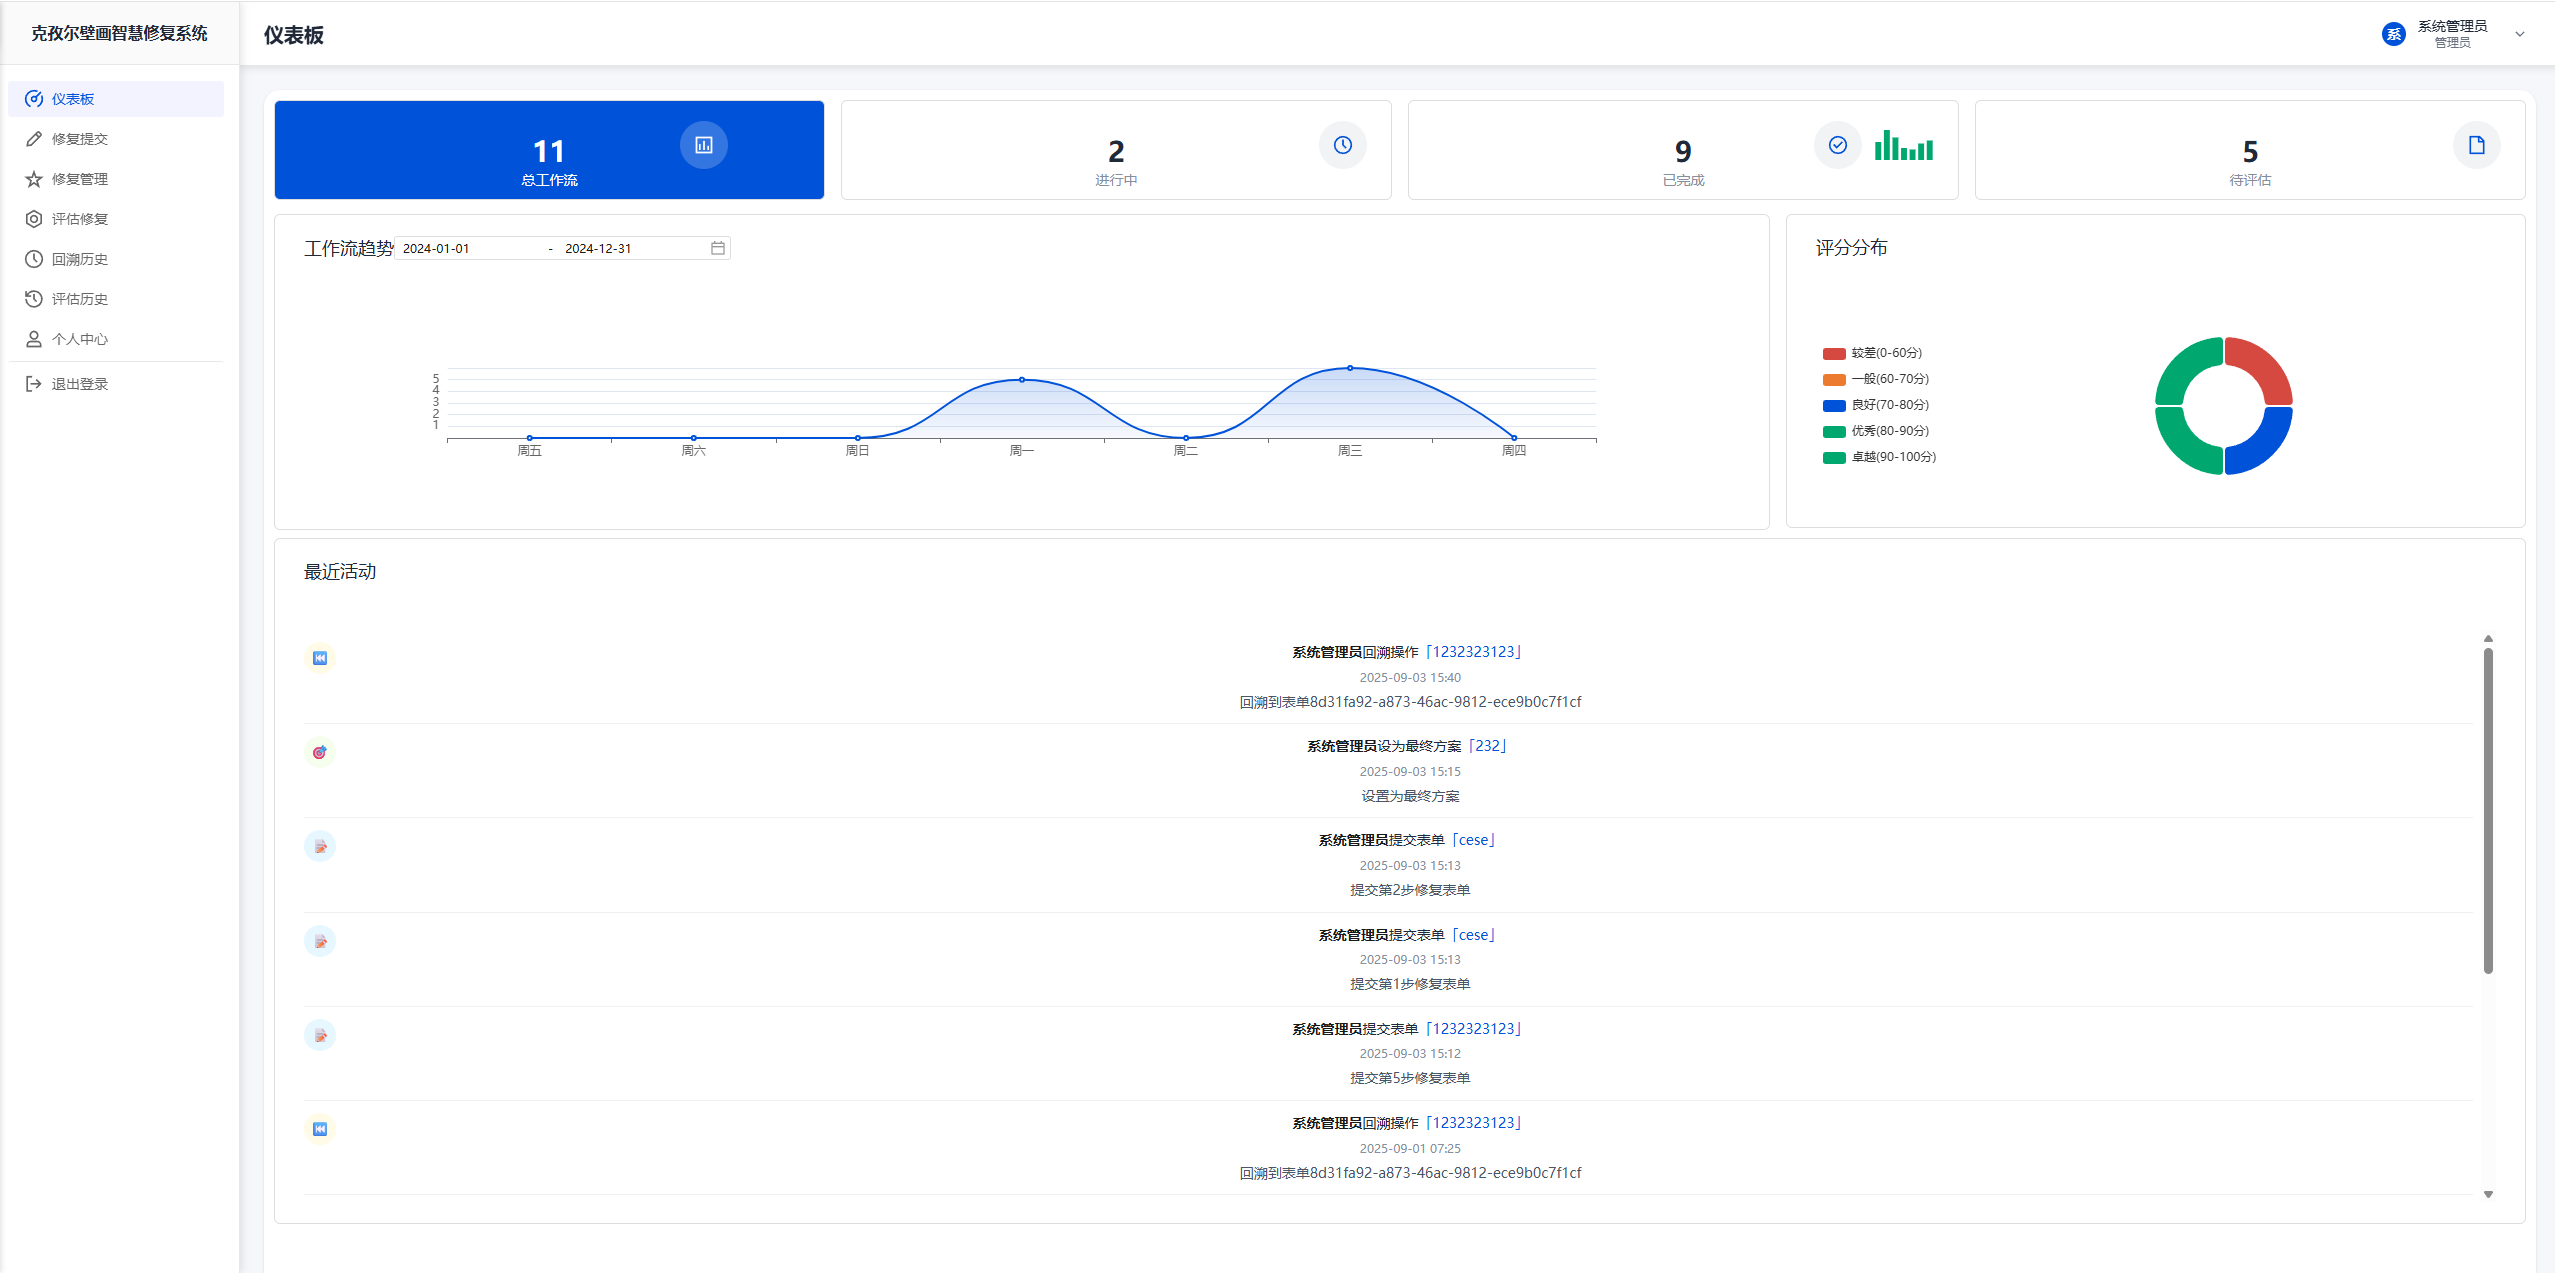 克孜尔壁画智慧修复系统
仪表板
系
系统管理员
管理员
仪表板
修复提交
修复管理
评估修复
回溯历史
评估历史
个人中心
退出登录
11
总工作流
2
进行中
9
已完成
5
待评估
工作流趋势 2024-01-01 - 2024-12-31
5
4
3
2
1
周五 周六 周日 周一 周二 周三 周四
评分分布
较差(0-60分)
一般(60-70分)
良好(70-80分)
优秀(80-90分)
卓越(90-100分)
最近活动
系统管理员回溯操作「1232323123」
2025-09-03 15:40
回溯到表单8d31fa92-a873-46ac-9812-ece9b0c7f1cf
系统管理员设为最终方案「232」
2025-09-03 15:15
设置为最终方案
系统管理员提交表单「cese」
2025-09-03 15:13
提交第2步修复表单
系统管理员提交表单「cese」
2025-09-03 15:13
提交第1步修复表单
系统管理员提交表单「1232323123」
2025-09-03 15:12
提交第5步修复表单
系统管理员回溯操作「1232323123」
2025-09-01 07:25
回溯到表单8d31fa92-a873-46ac-9812-ece9b0c7f1cf